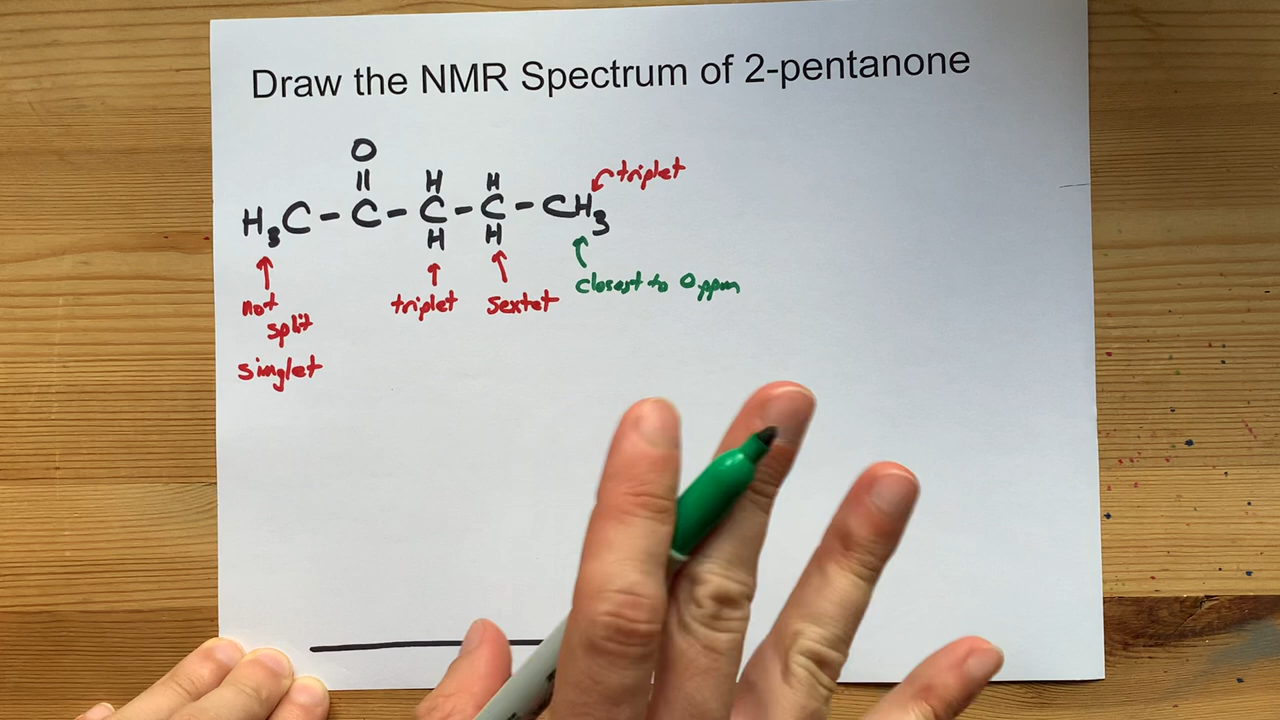 Draw the NMR Spectrum of 2-pentanone
O
||
H H
H3C-C-C-C-CH3
H H
triplet
closest to 0 ppm
not
split
singlet
triplet
sextet